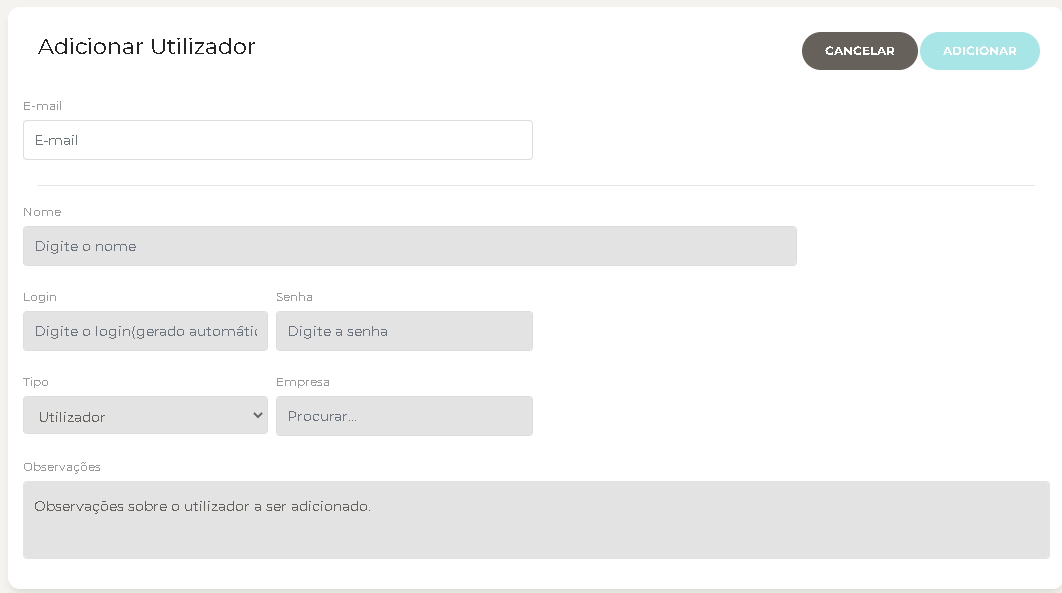 Adicionar Utilizador
CANCELAR
ADICIONAR
E-mail
E-mail
Nome
Digite o nome
Login
Senha
Digite o login(gerado automátic
Digite a senha
Tipo
Empresa
Utilizador
Procurar...
Observações
Observações sobre o utilizador a ser adicionado.